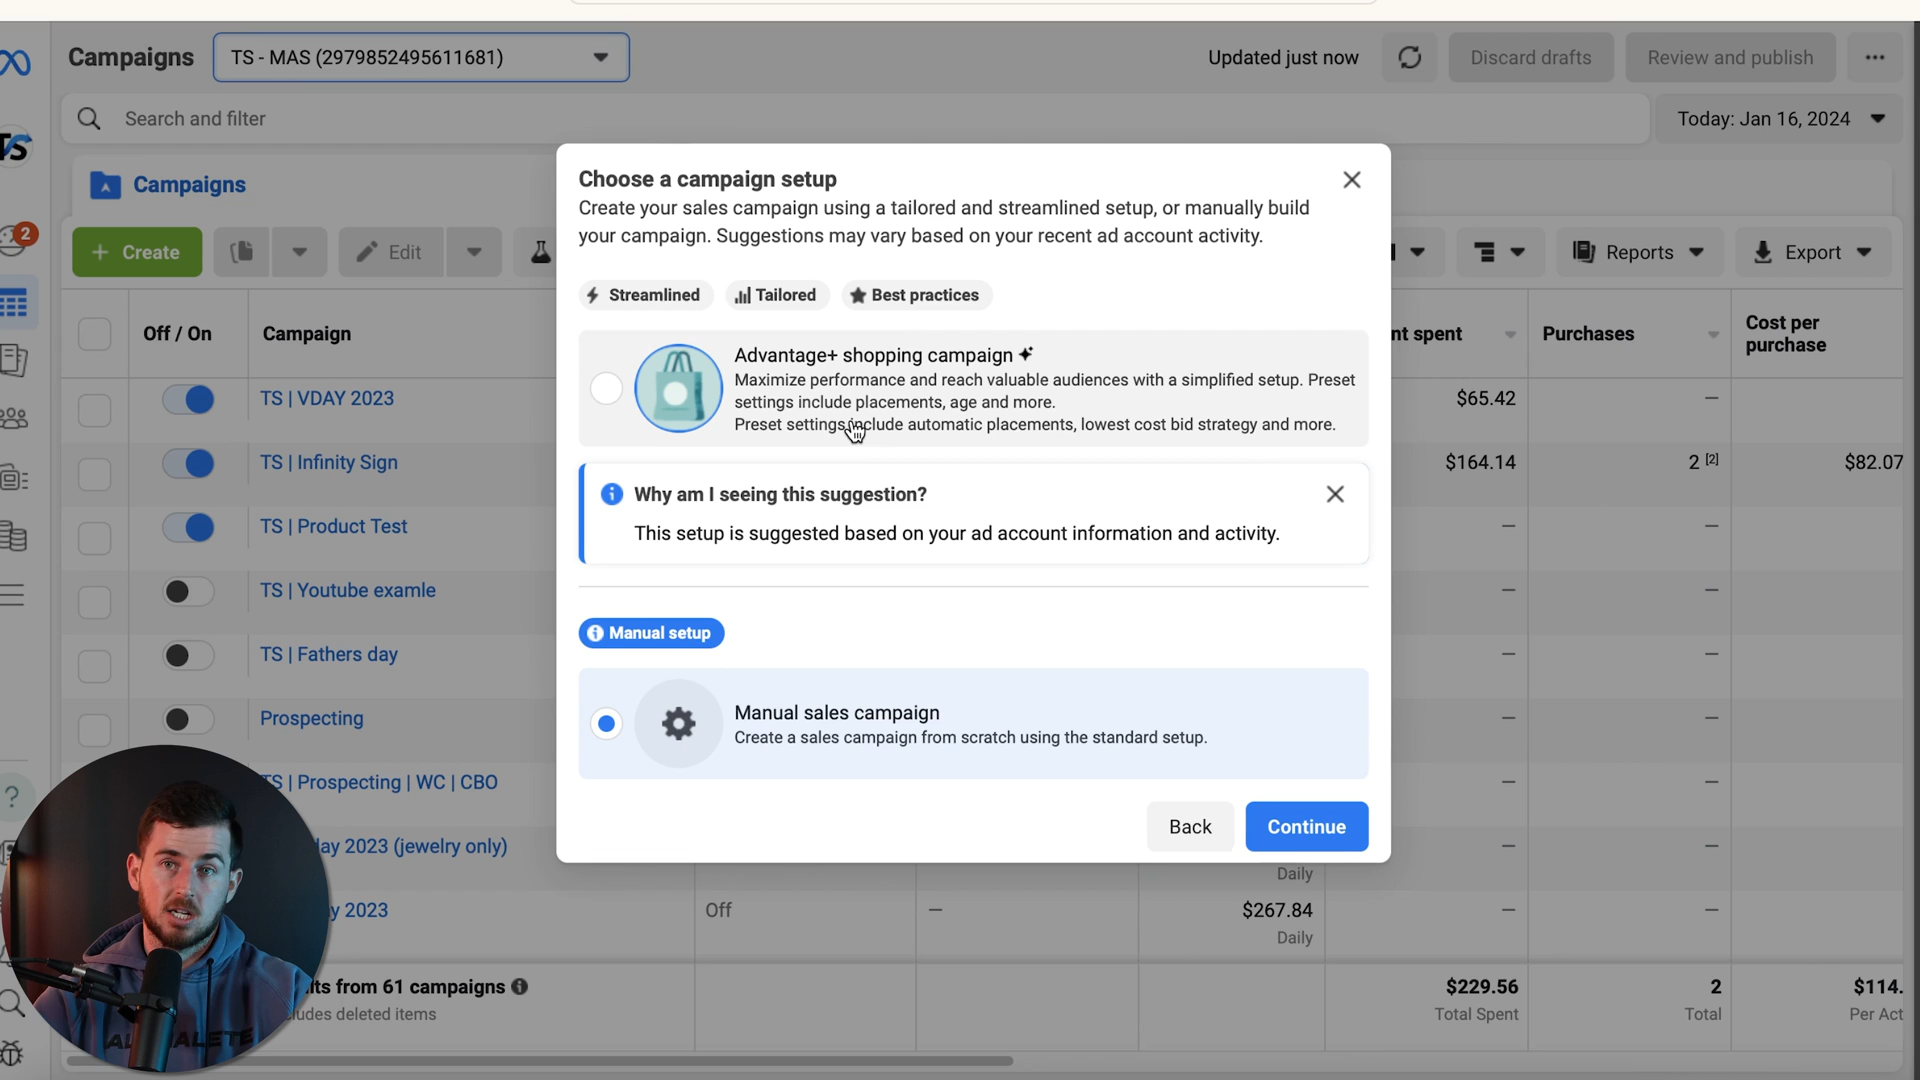 Campaigns
TS - MAS (2979852495611681)
Updated just now
Discard drafts
Review and publish
Search and filter
Today: Jan 16, 2024
TS
Campaigns
2
Create
Edit
Reports
Export
Off / On
Campaign
nt spent
Purchases
Cost per
purchase
TS | VDAY 2023
$65.42
—
TS | Infinity Sign
$164.14
2 [2]
$82.07
TS | Product Test
—
—
TS | Youtube examle
—
—
TS | Fathers day
—
—
Prospecting
—
—
TS | Prospecting | WC | CBO
—
—
lay 2023 (jewelry only)
Daily
—
—
y 2023
Off
—
$267.84
Daily
—
—
lts from 61 campaigns
ludes deleted items
$229.56
Total Spent
2
Total
$114.
Per Act
Choose a campaign setup
Create your sales campaign using a tailored and streamlined setup, or manually build
your campaign. Suggestions may vary based on your recent ad account activity.
Streamlined
Tailored
Best practices
Advantage+ shopping campaign
Maximize performance and reach valuable audiences with a simplified setup. Preset
settings include placements, age and more.
Preset settings include automatic placements, lowest cost bid strategy and more.
Why am I seeing this suggestion?
This setup is suggested based on your ad account information and activity.
Manual setup
Manual sales campaign
Create a sales campaign from scratch using the standard setup.
Back
Continue